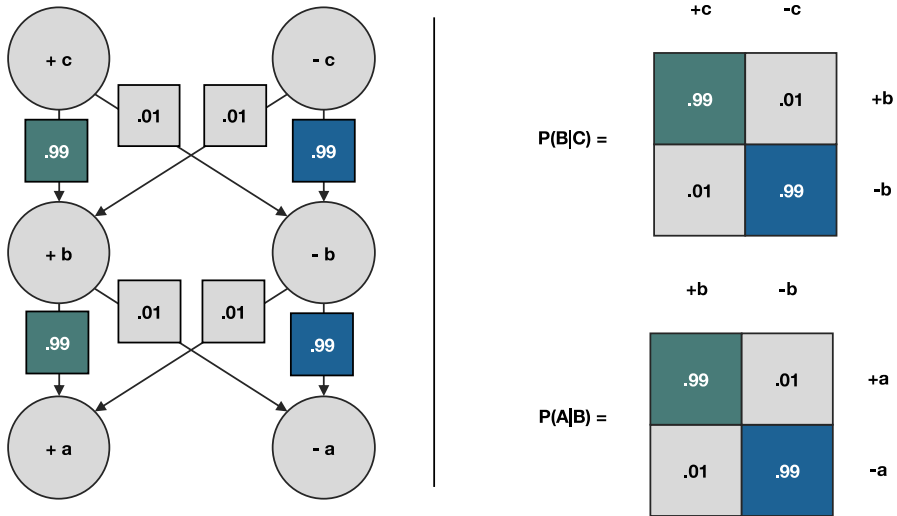 + c
- c
.01
.01
.99
.99
+ b
- b
.01
.01
.99
.99
+ a
- a
+c
-c
P(B|C) =
.99
.01
+b
.01
.99
-b
+b
-b
P(A|B) =
.99
.01
+a
.01
.99
-a